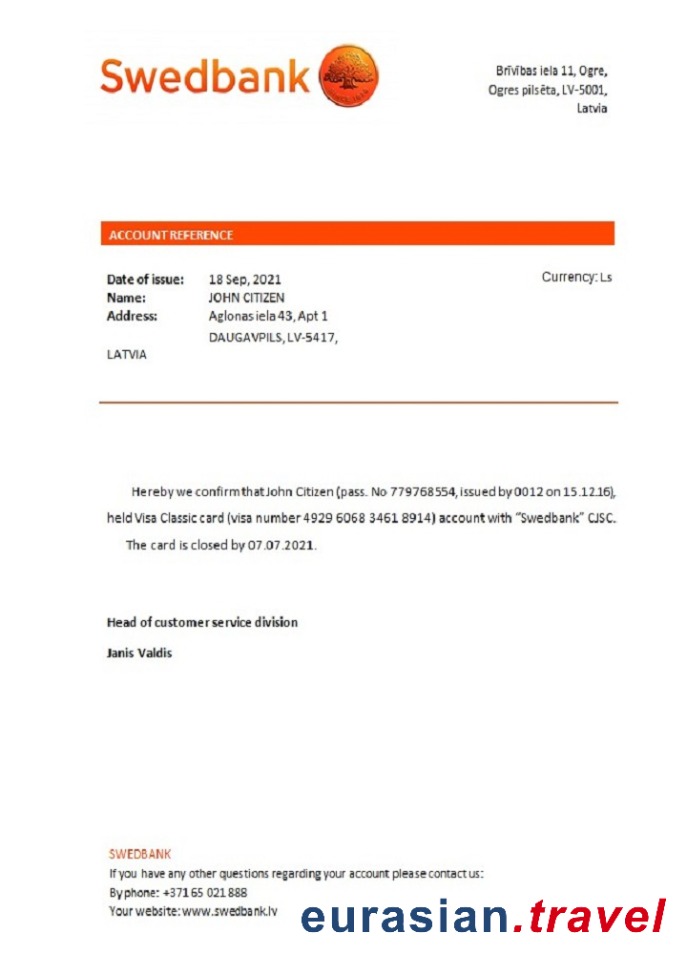 Swedbank
Brīvības iela 11, Ogre,
Ogres pilsēta, LV-5001,
Latvia
ACCOUNT REFERENCE
Date of issue: 18 Sep, 2021 Currency: Ls
Name: JOHN CITIZEN
Address: Aglonas iela 43, Apt 1
DAUGAVPILS, LV-5417,
LATVIA
Hereby we confirm that John Citizen (pass. No 779768554, issued by 0012 on 15.12.16),
held Visa Classic card (visa number 4929 6068 3461 8914) account with “Swedbank” CJSC.
The card is closed by 07.07.2021.
Head of customer service division
Janis Valdis
SWEDBANK
If you have any other questions regarding your account please contact us:
By phone: +371 65 021 888
Your website: www.swedbank.lv
eurasian.travel